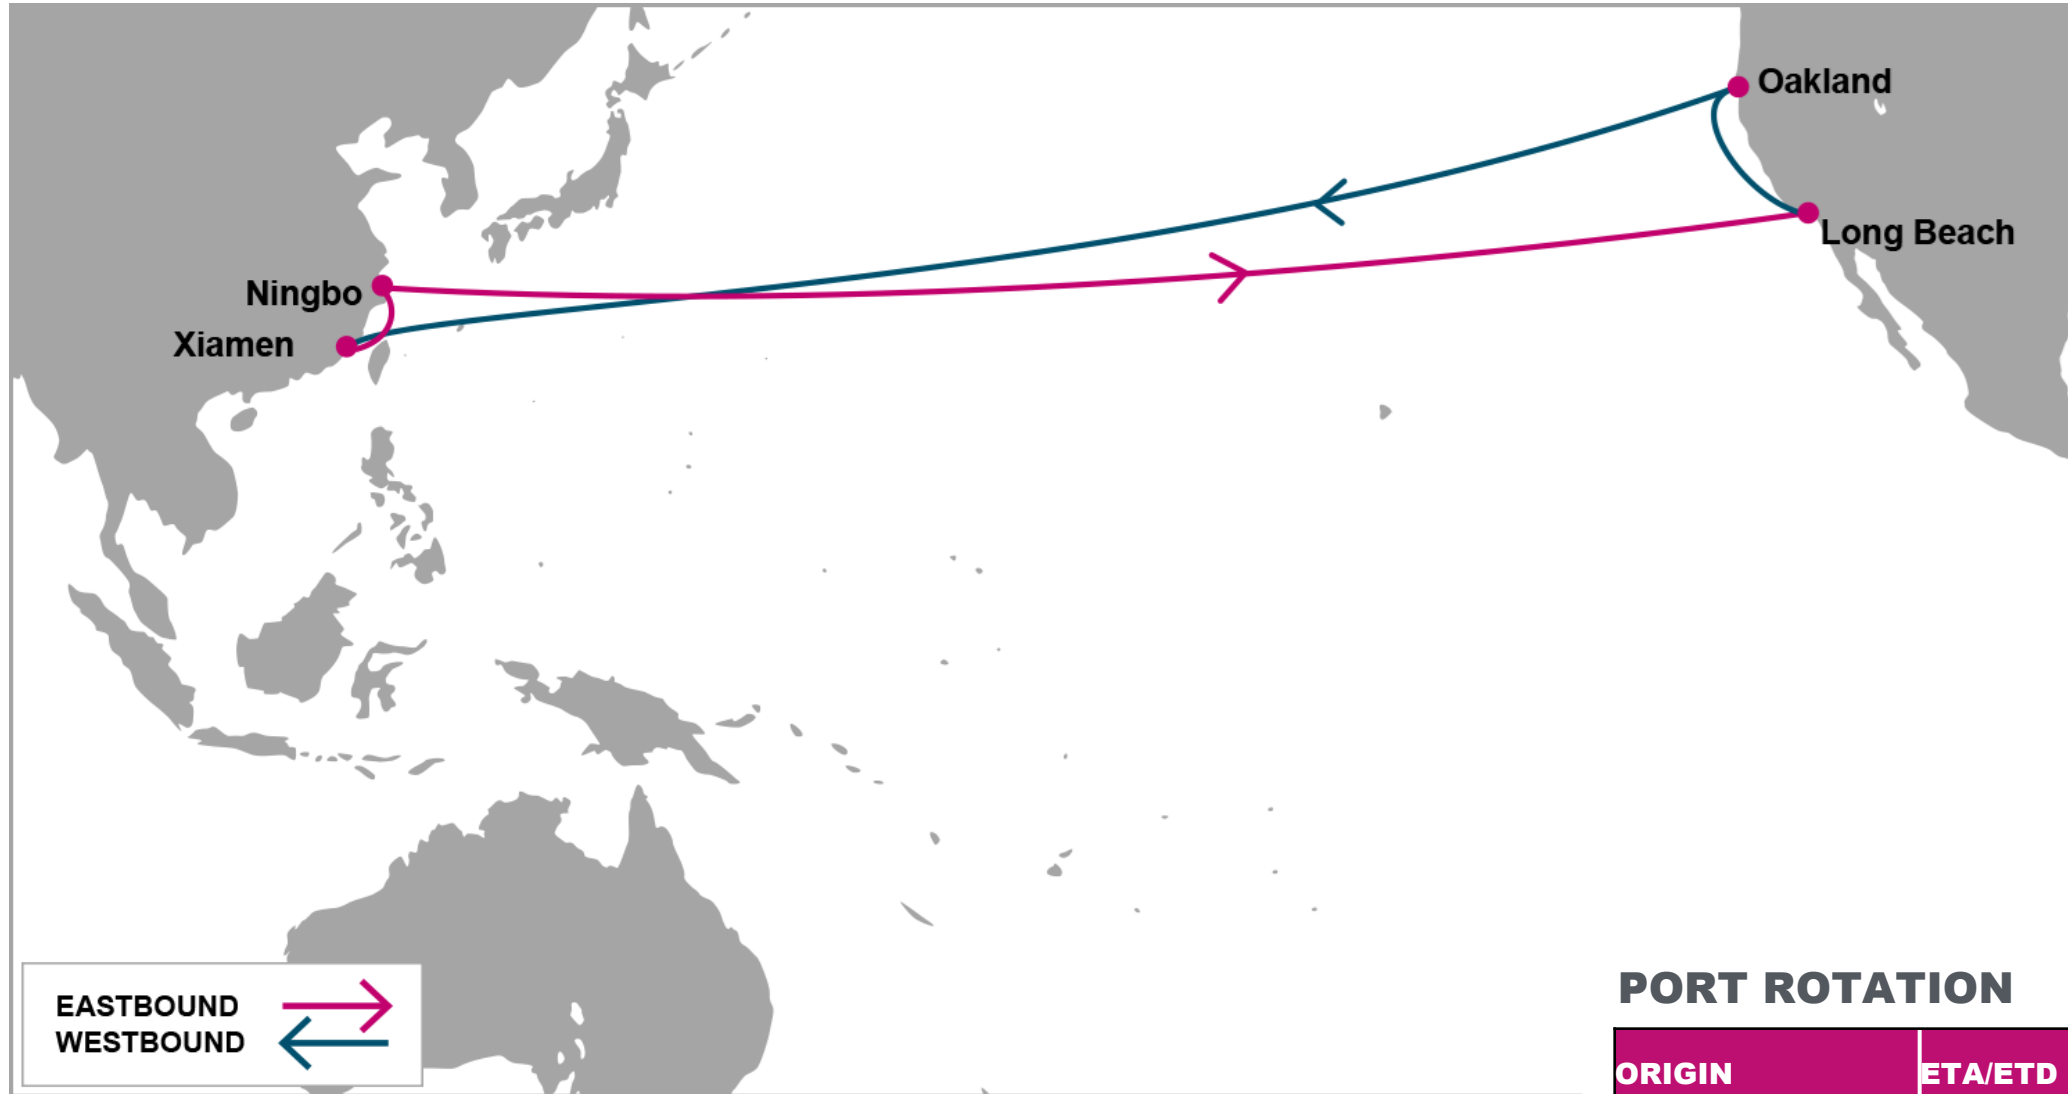 Oakland
Long Beach
Ningbo
Xiamen
EASTBOUND
WESTBOUND
PORT ROTATION
ORIGIN ETA/ETD